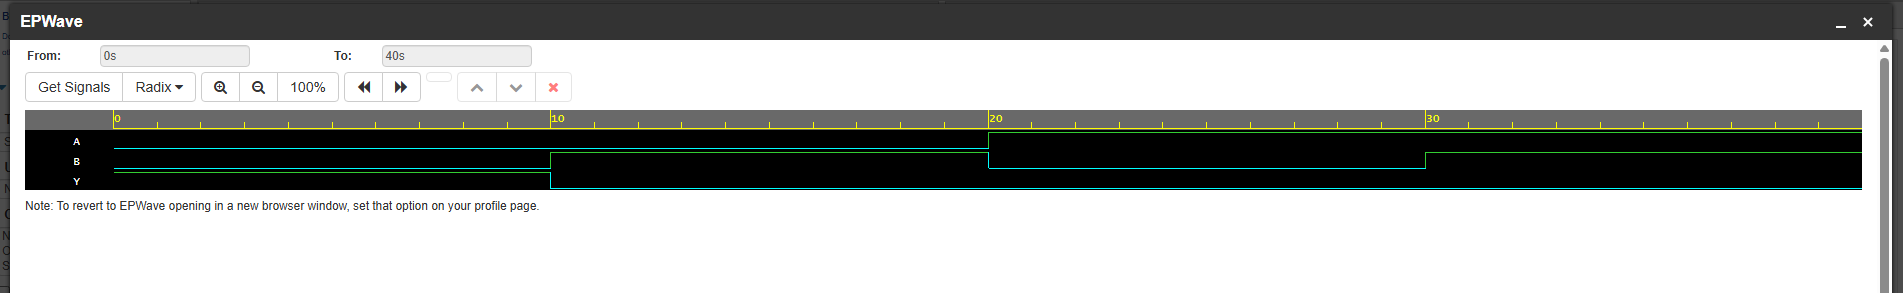 EPWave
From: 0s To: 40s
Get Signals Radix 100%
0 10 20 30
A
B
Y
Note: To revert to EPWave opening in a new browser window, set that option on your profile page.